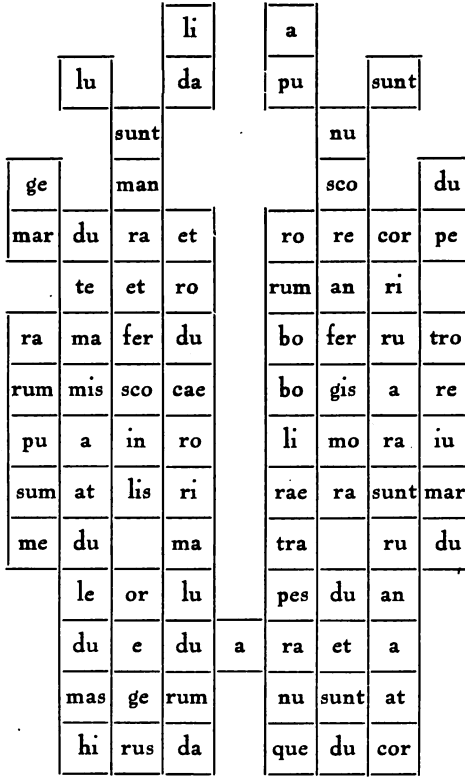 li a
lu da pu sunt
sunt nu
ge man sco du
mar du ra et ro re cor pe
te et ro rum an ri
ra ma fer du bo fer ru tro
rum mis sco cae bo gis a re
pu a in ro li mo ra iu
sum at lis ri rae ra sunt mar
me du ma tra ru du
le or lu pes du an
du e du a ra et a
mas ge rum nu sunt at
hi rus da que du cor